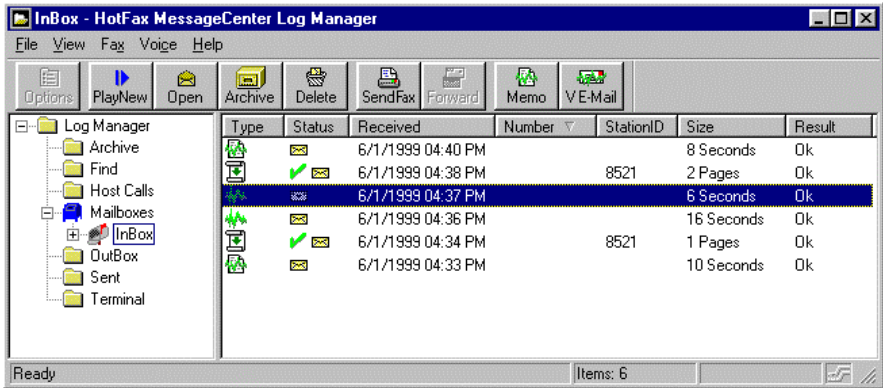 InBox - HotFax MessageCenter Log Manager
File View Fax Voice Help
Options PlayNew Open Archive Delete SendFax Forward Memo V E-Mail
Log Manager
Archive
Find
Host Calls
Mailboxes
InBox
OutBox
Sent
Terminal
Type Status Received Number StationID Size Result
6/1/1999 04:40 PM 8 Seconds Ok
6/1/1999 04:38 PM 8521 2 Pages Ok
6/1/1999 04:37 PM 6 Seconds Ok
6/1/1999 04:36 PM 16 Seconds Ok
6/1/1999 04:34 PM 8521 1 Pages Ok
6/1/1999 04:33 PM 10 Seconds Ok
Ready Items: 6